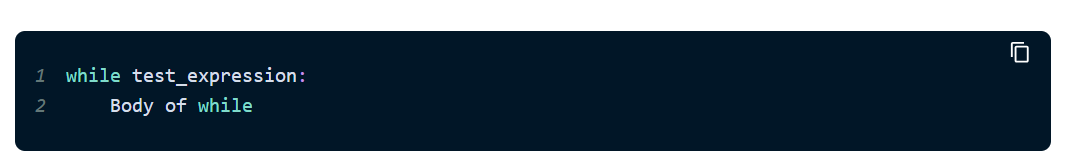 1 while test_expression:
2     Body of while